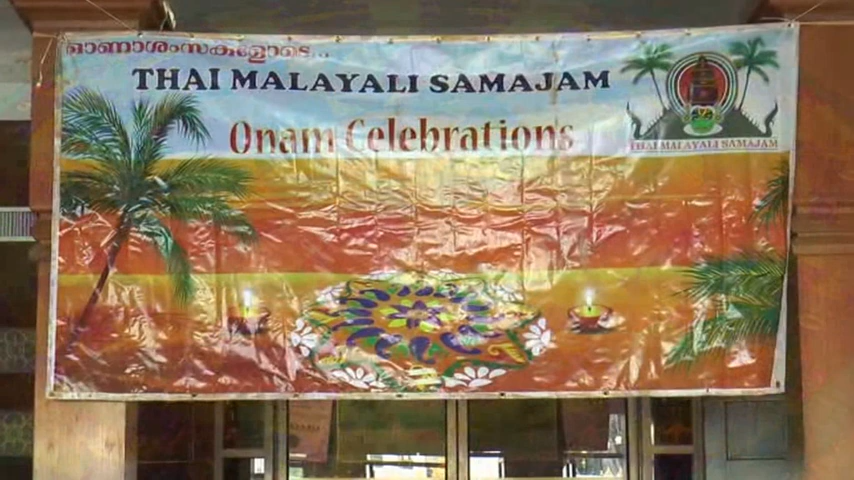 ഓണാശംസകളോടെ...
THAI MALAYALI SAMAJAM
Onam Celebrations
THAI MALAYALI SAMAJAM